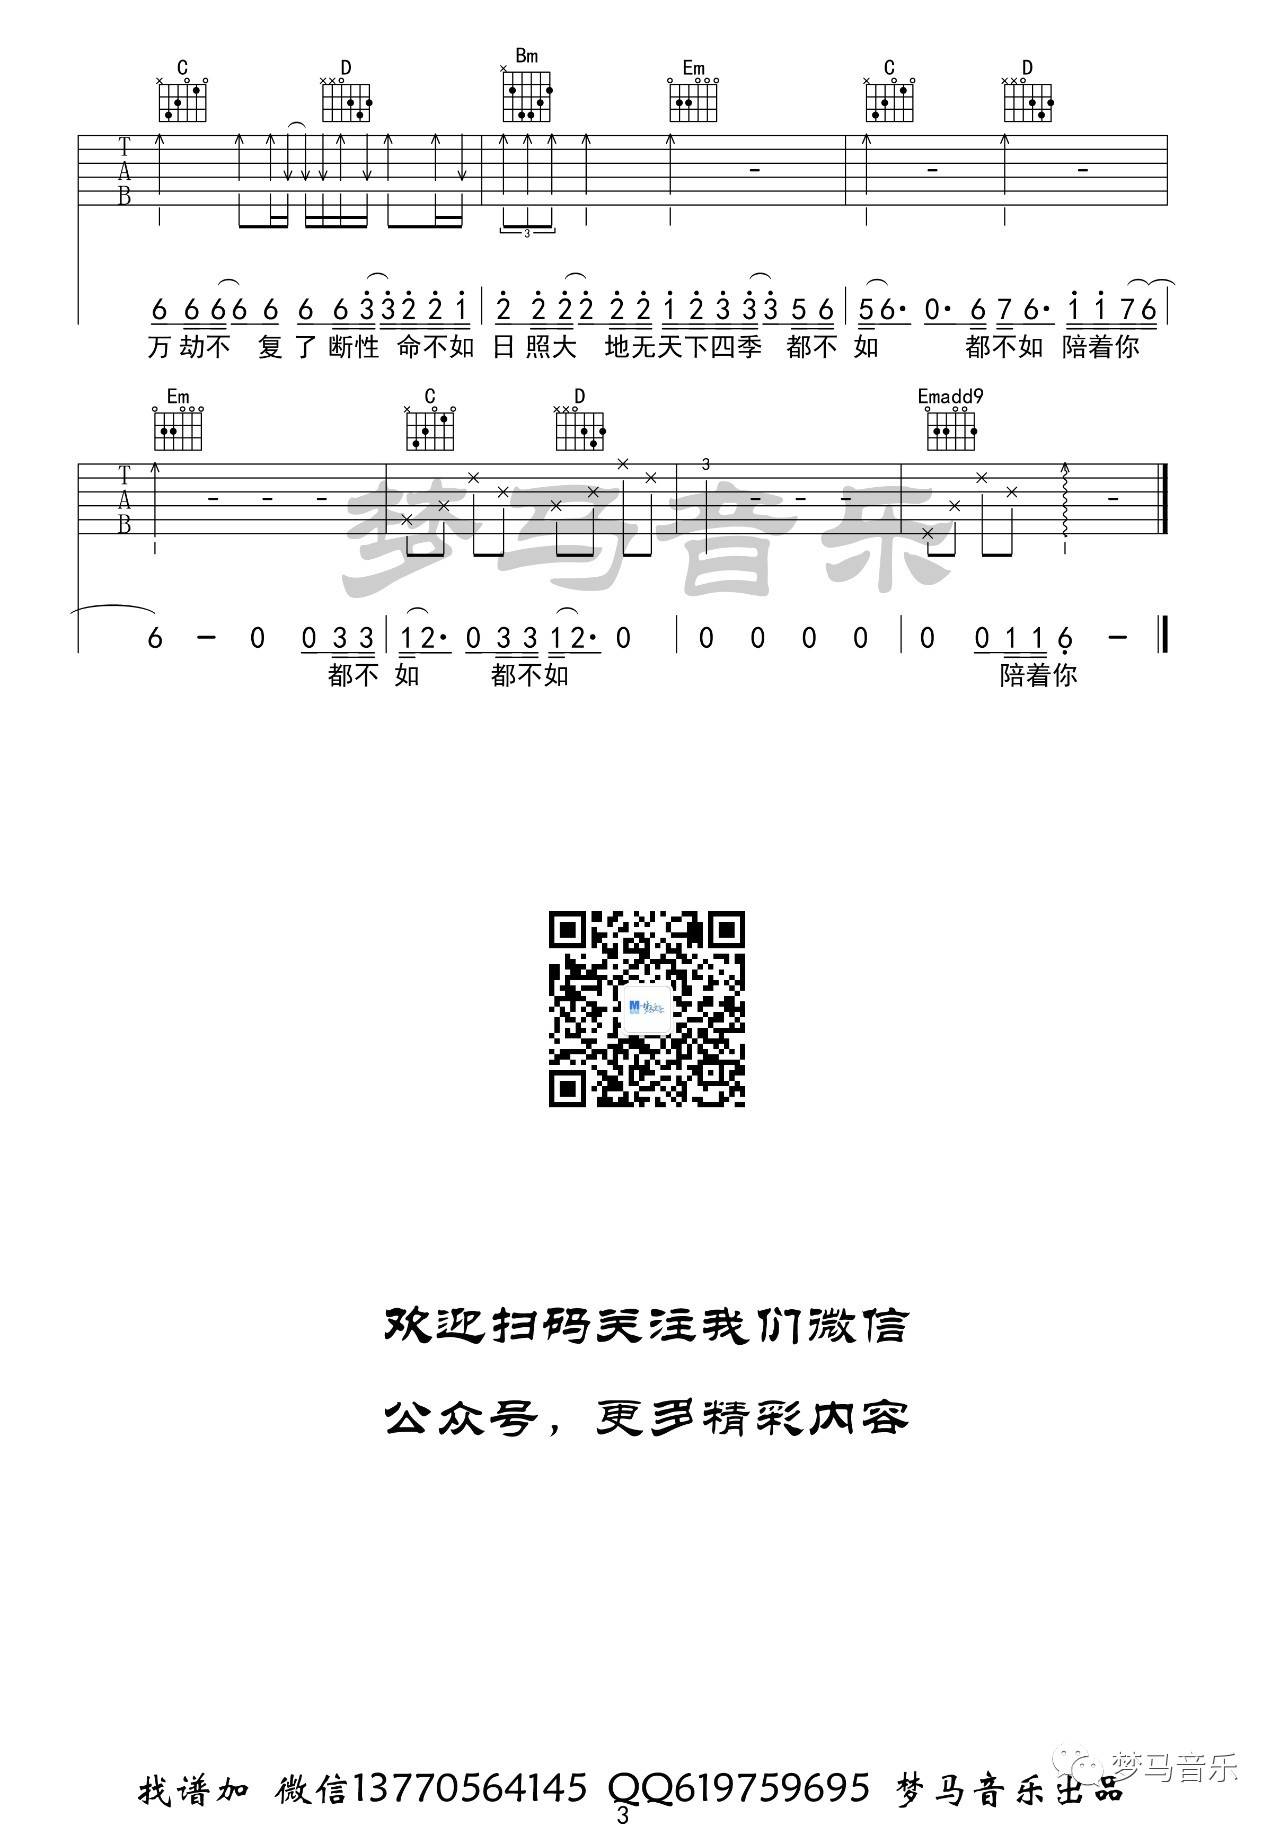 C D Bm Em C D
T
A
B
3
6 6 6 6 6 6 6 3 3 2 2 1 2 2 2 2 2 2 1 2 3 3 3 5 6 5 6· 0· 6 7 6· 1 1 7 6
万劫不 复了断性 命不如 日照大 地无天下四季 都不 如 都不如 陪着你
Em C D Emadd9
T
A
B
3
梦马音乐
6 - 0 0 3 3 1 2· 0 3 3 1 2· 0 0 0 0 0 0 0 1 1 6 -
都不 如 都不如 陪着你
欢迎扫码关注我们微信
公众号，更多精彩内容
梦马音乐
找谱加 微信13770564145 QQ619759695 梦马音乐出品
3